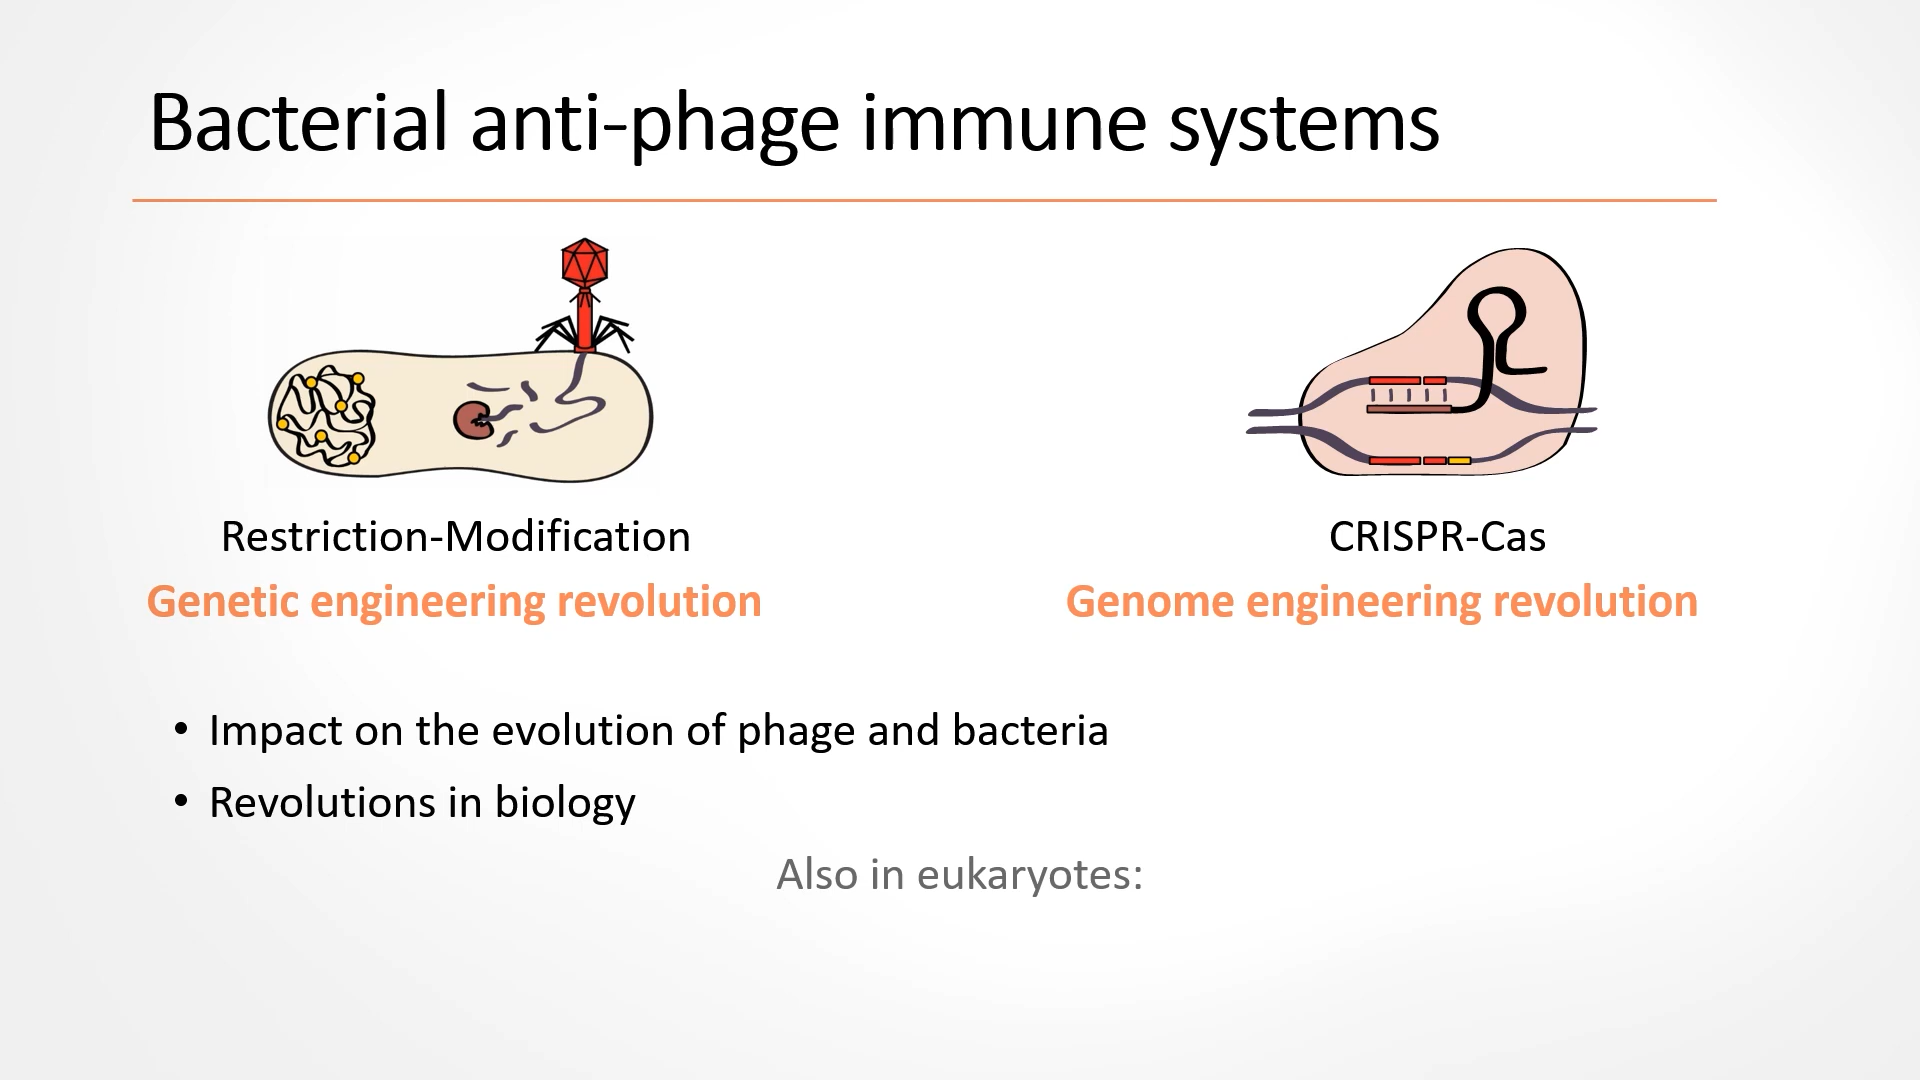 Bacterial anti-phage immune systems
Restriction-Modification
Genetic engineering revolution
CRISPR-Cas
Genome engineering revolution
• Impact on the evolution of phage and bacteria
• Revolutions in biology
Also in eukaryotes: